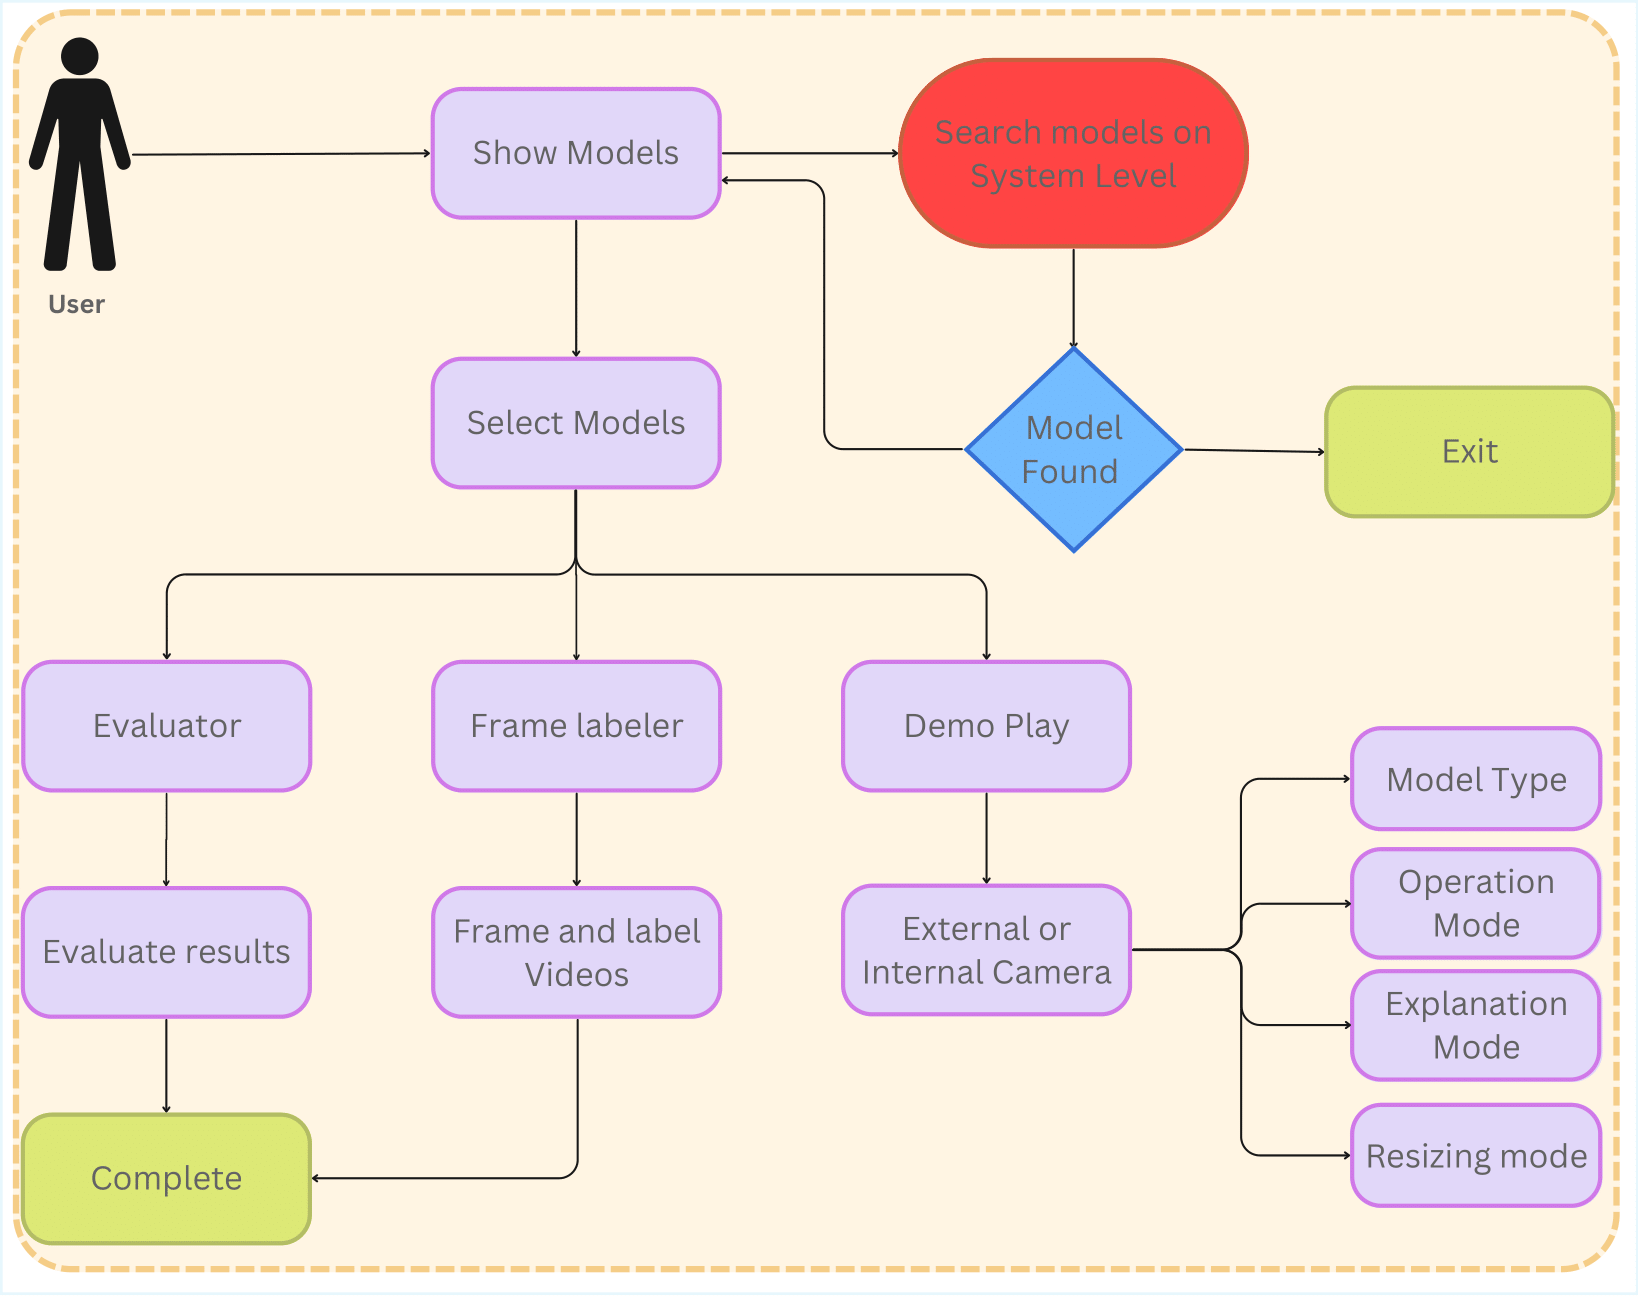 Show Models
Search models on
System Level
User
Select Models
Model
Found
Exit
Evaluator
Frame labeler
Demo Play
Model Type
Operation
Mode
Evaluate results
Frame and label
Videos
External or
Internal Camera
Explanation
Mode
Complete
Resizing mode